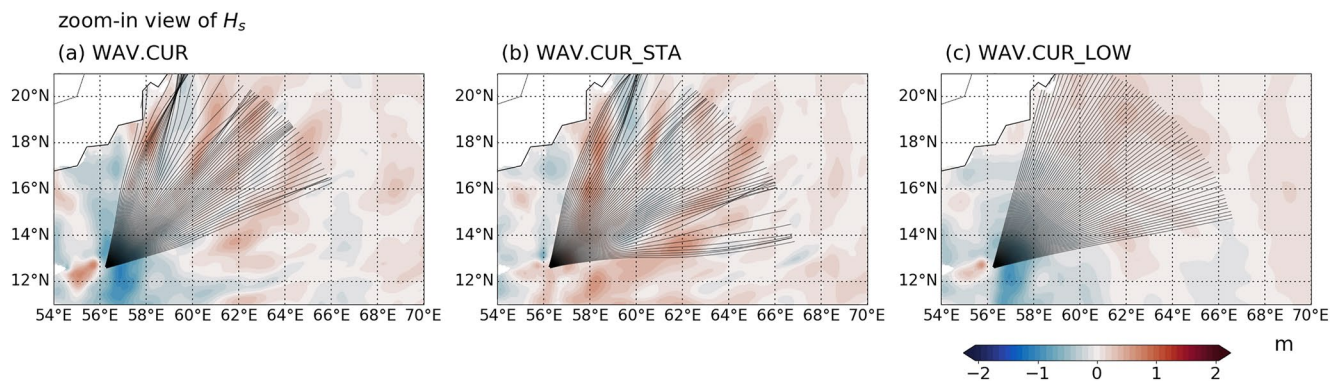 zoom-in view of Hs
(a) WAV.CUR
(b) WAV.CUR_STA
(c) WAV.CUR_LOW
20°N 20°N 20°N
18°N 18°N 18°N
16°N 16°N 16°N
14°N 14°N 14°N
12°N 12°N 12°N
54°E 56°E 58°E 60°E 62°E 64°E 66°E 68°E 70°E
54°E 56°E 58°E 60°E 62°E 64°E 66°E 68°E 70°E
54°E 56°E 58°E 60°E 62°E 64°E 66°E 68°E 70°E
m
−2 −1 0 1 2